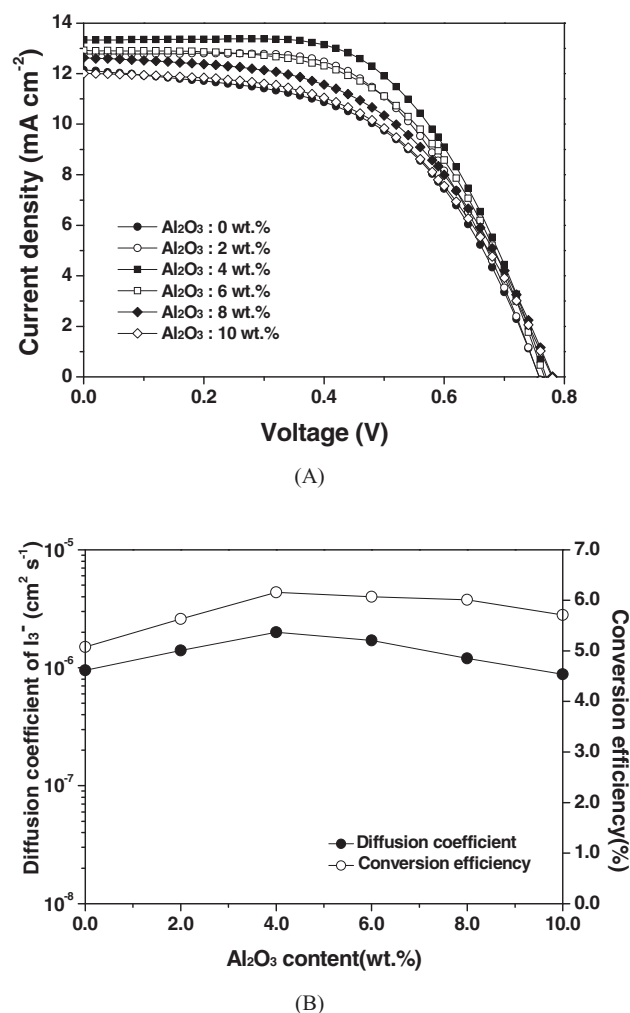 14
12
10
8
6
4
2
0
Current density (mA cm⁻²)
Al₂O₃ : 0 wt.%
Al₂O₃ : 2 wt.%
Al₂O₃ : 4 wt.%
Al₂O₃ : 6 wt.%
Al₂O₃ : 8 wt.%
Al₂O₃ : 10 wt.%
0.0 0.2 0.4 0.6 0.8
Voltage (V)
(A)
10⁻⁵
10⁻⁶
10⁻⁷
10⁻⁸
Diffusion coefficient of I₃⁻ (cm² s⁻¹)
7.0
6.0
5.0
4.0
3.0
2.0
1.0
0.0
Conversion efficiency(%)
Diffusion coefficient
Conversion efficiency
0.0 2.0 4.0 6.0 8.0 10.0
Al₂O₃ content(wt.%)
(B)